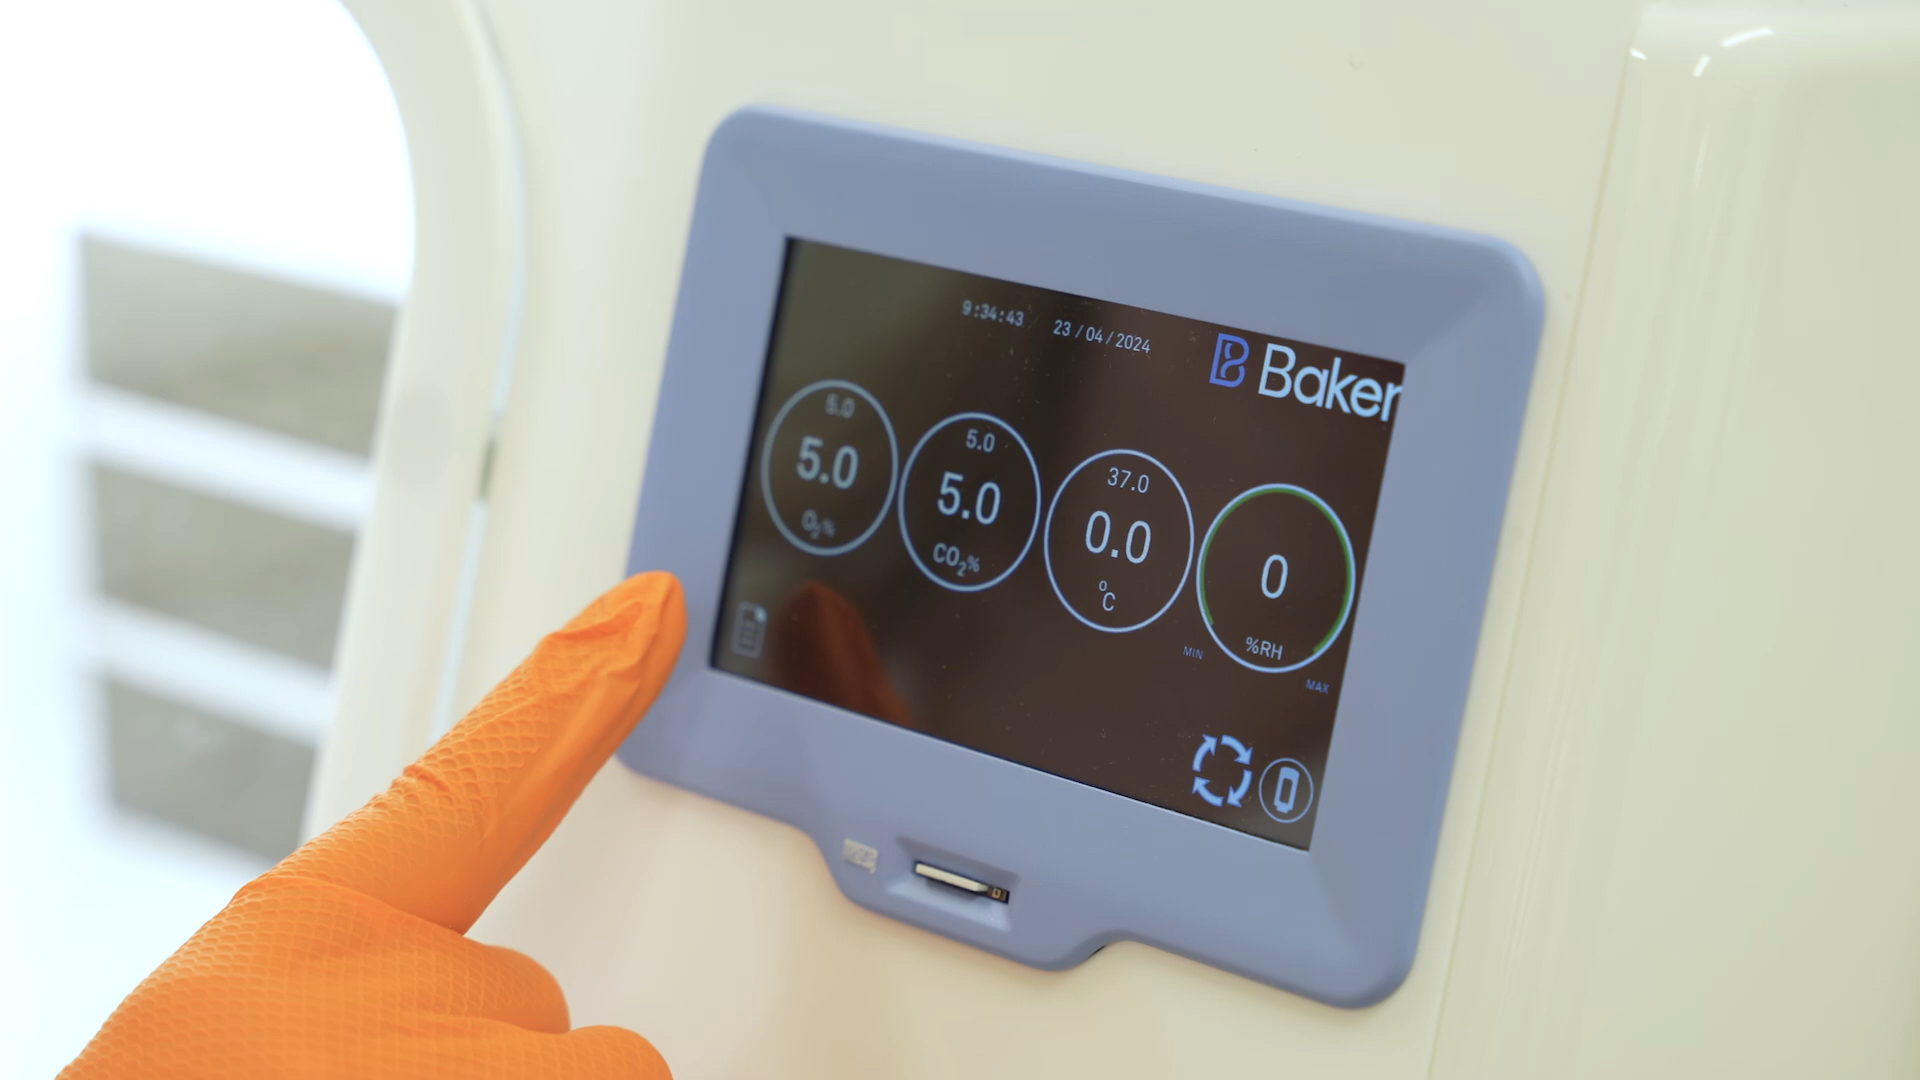 9:34:43 23/04/2024
Baker
5.0
5.0
O₂%
5.0
5.0
CO₂%
37.0
0.0
°C
0
%RH
MIN
MAX